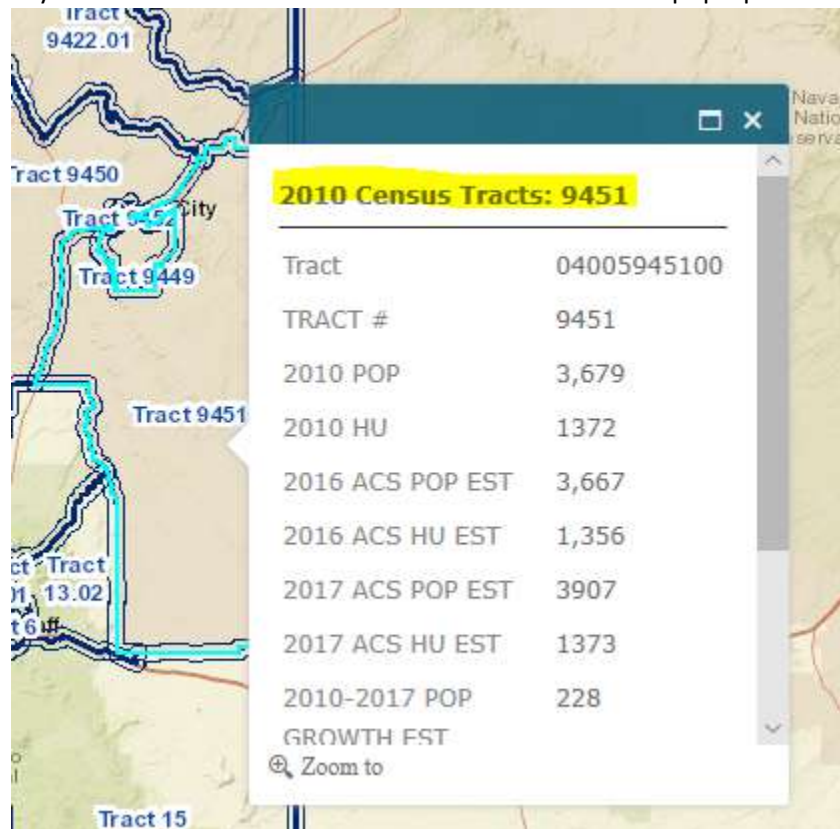 Tract
9422.01
Tract 9450
City
Tract 9452
Tract 9449
Tract 9451
Tract
13.02
Tract 15
2010 Census Tracts: 9451
Tract 04005945100
TRACT # 9451
2010 POP 3,679
2010 HU 1372
2016 ACS POP EST 3,667
2016 ACS HU EST 1,356
2017 ACS POP EST 3907
2017 ACS HU EST 1373
2010-2017 POP 228
GROWTH EST
Zoom to